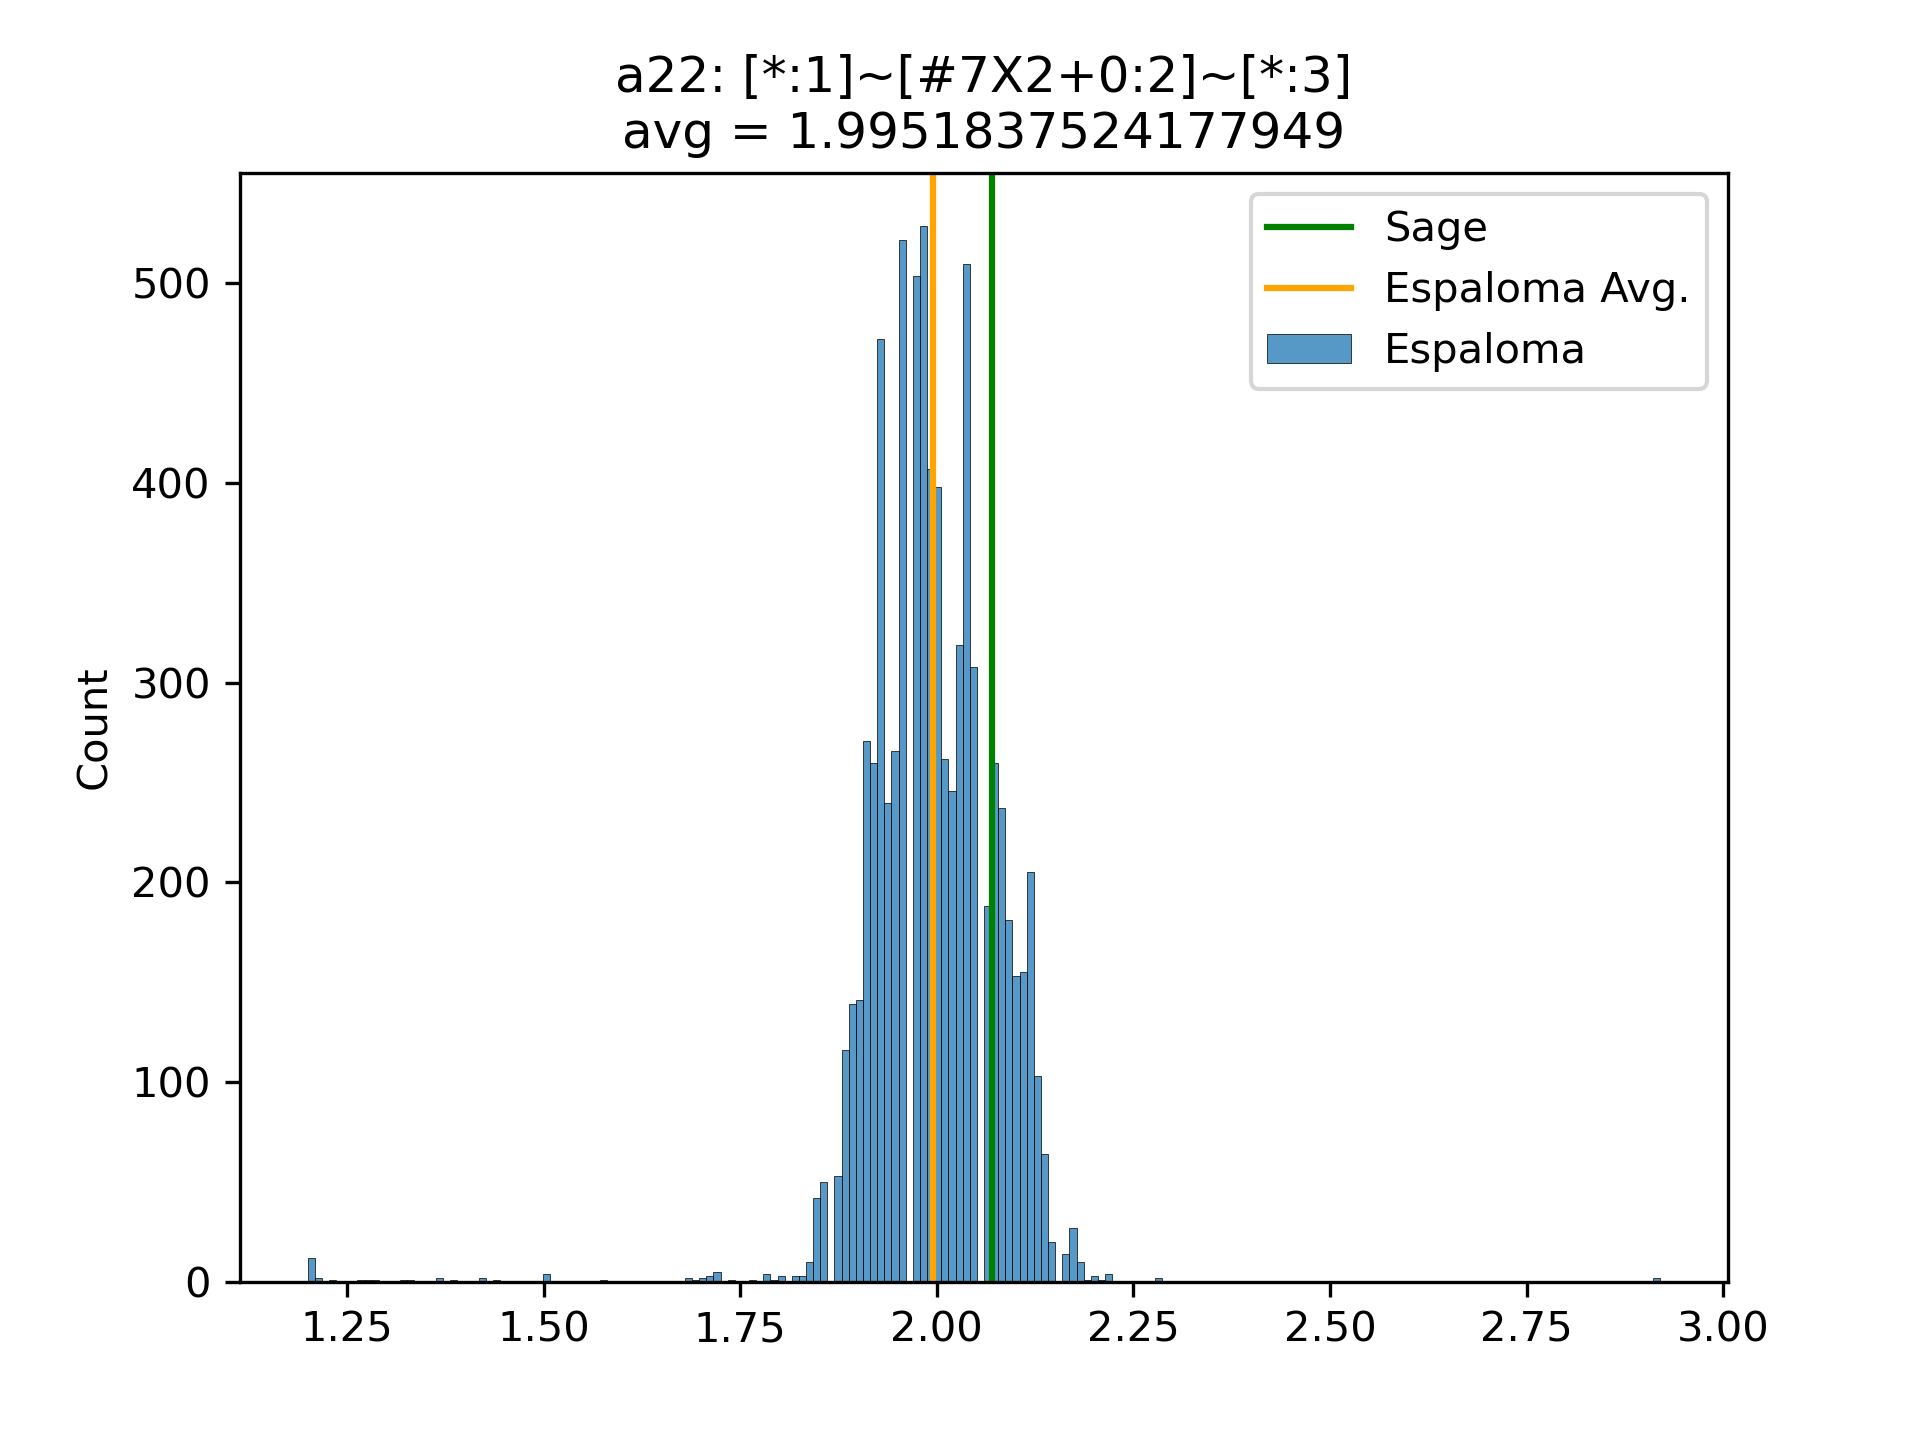 a22: [*:1]~[#7X2+0:2]~[*:3]
avg = 1.9951837524177949
Sage
Espaloma Avg.
Espaloma
Count
500
400
300
200
100
0
1.25 1.50 1.75 2.00 2.25 2.50 2.75 3.00